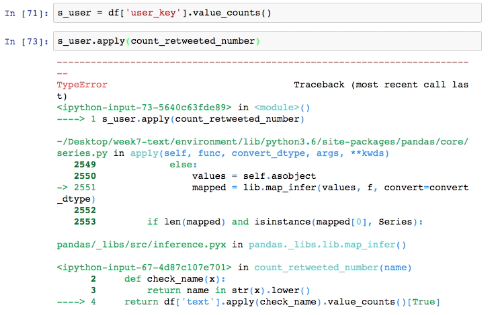 In [71]: s_user = df['user_key'].value_counts()
In [73]: s_user.apply(count_retweeted_number)
---------------------------------------------------------------------------
TypeError                                 Traceback (most recent call las
t)
<ipython-input-73-5640c63fde89> in <module>()
----> 1 s_user.apply(count_retweeted_number)
~/Desktop/week7-text/environment/lib/python3.6/site-packages/pandas/core/
series.py in apply(self, func, convert_dtype, args, **kwds)
   2549             else:
   2550                 values = self.asobject
-> 2551                 mapped = lib.map_infer(values, f, convert=convert
_dtype)
   2552
   2553         if len(mapped) and isinstance(mapped[0], Series):
pandas/_libs/src/inference.pyx in pandas._libs.lib.map_infer()
<ipython-input-67-4d87c107e701> in count_retweeted_number(name)
      2     def check_name(x):
      3         return name in str(x).lower()
----> 4     return df['text'].apply(check_name).value_counts()[True]